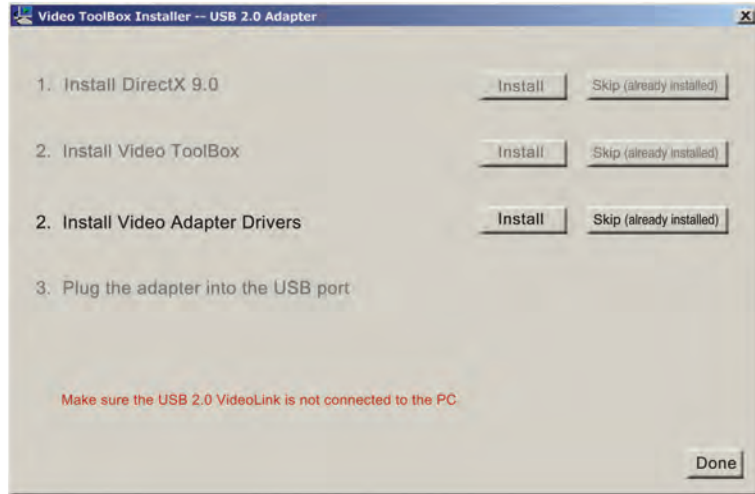 Video ToolBox Installer -- USB 2.0 Adapter
1. Install DirectX 9.0 Install Skip (already installed)
2. Install Video ToolBox Install Skip (already installed)
2. Install Video Adapter Drivers Install Skip (already installed)
3. Plug the adapter into the USB port
Make sure the USB 2.0 VideoLink is not connected to the PC
Done